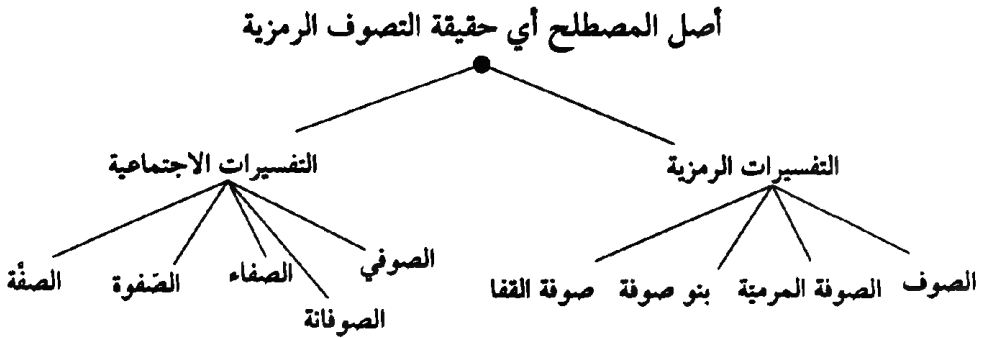 أصل المصطلح أي حقيقة التصوف الرمزية
التفسيرات الرمزية
التفسيرات الاجتماعية
الصوف
الصوفة المرميّة
بنو صوفة
صوفة القفا
الصوفي
الصوفانة
الصفاء
الصَفوة
الصفَّة